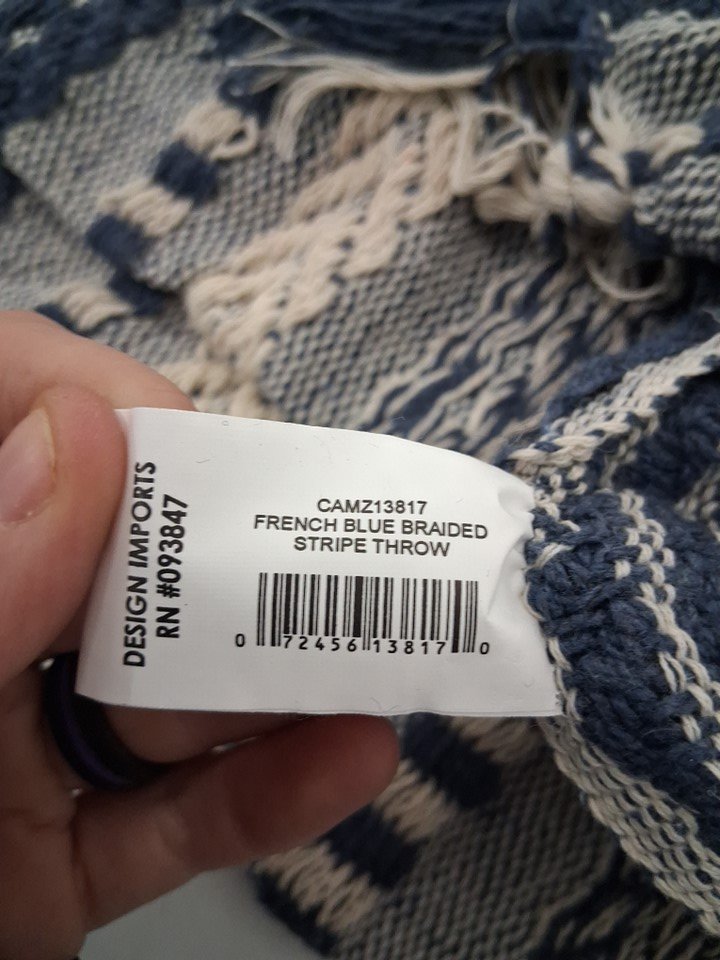 DESIGN IMPORTS
RN #093847
CAMZ13817
FRENCH BLUE BRAIDED
STRIPE THROW
0 72456 13817 0